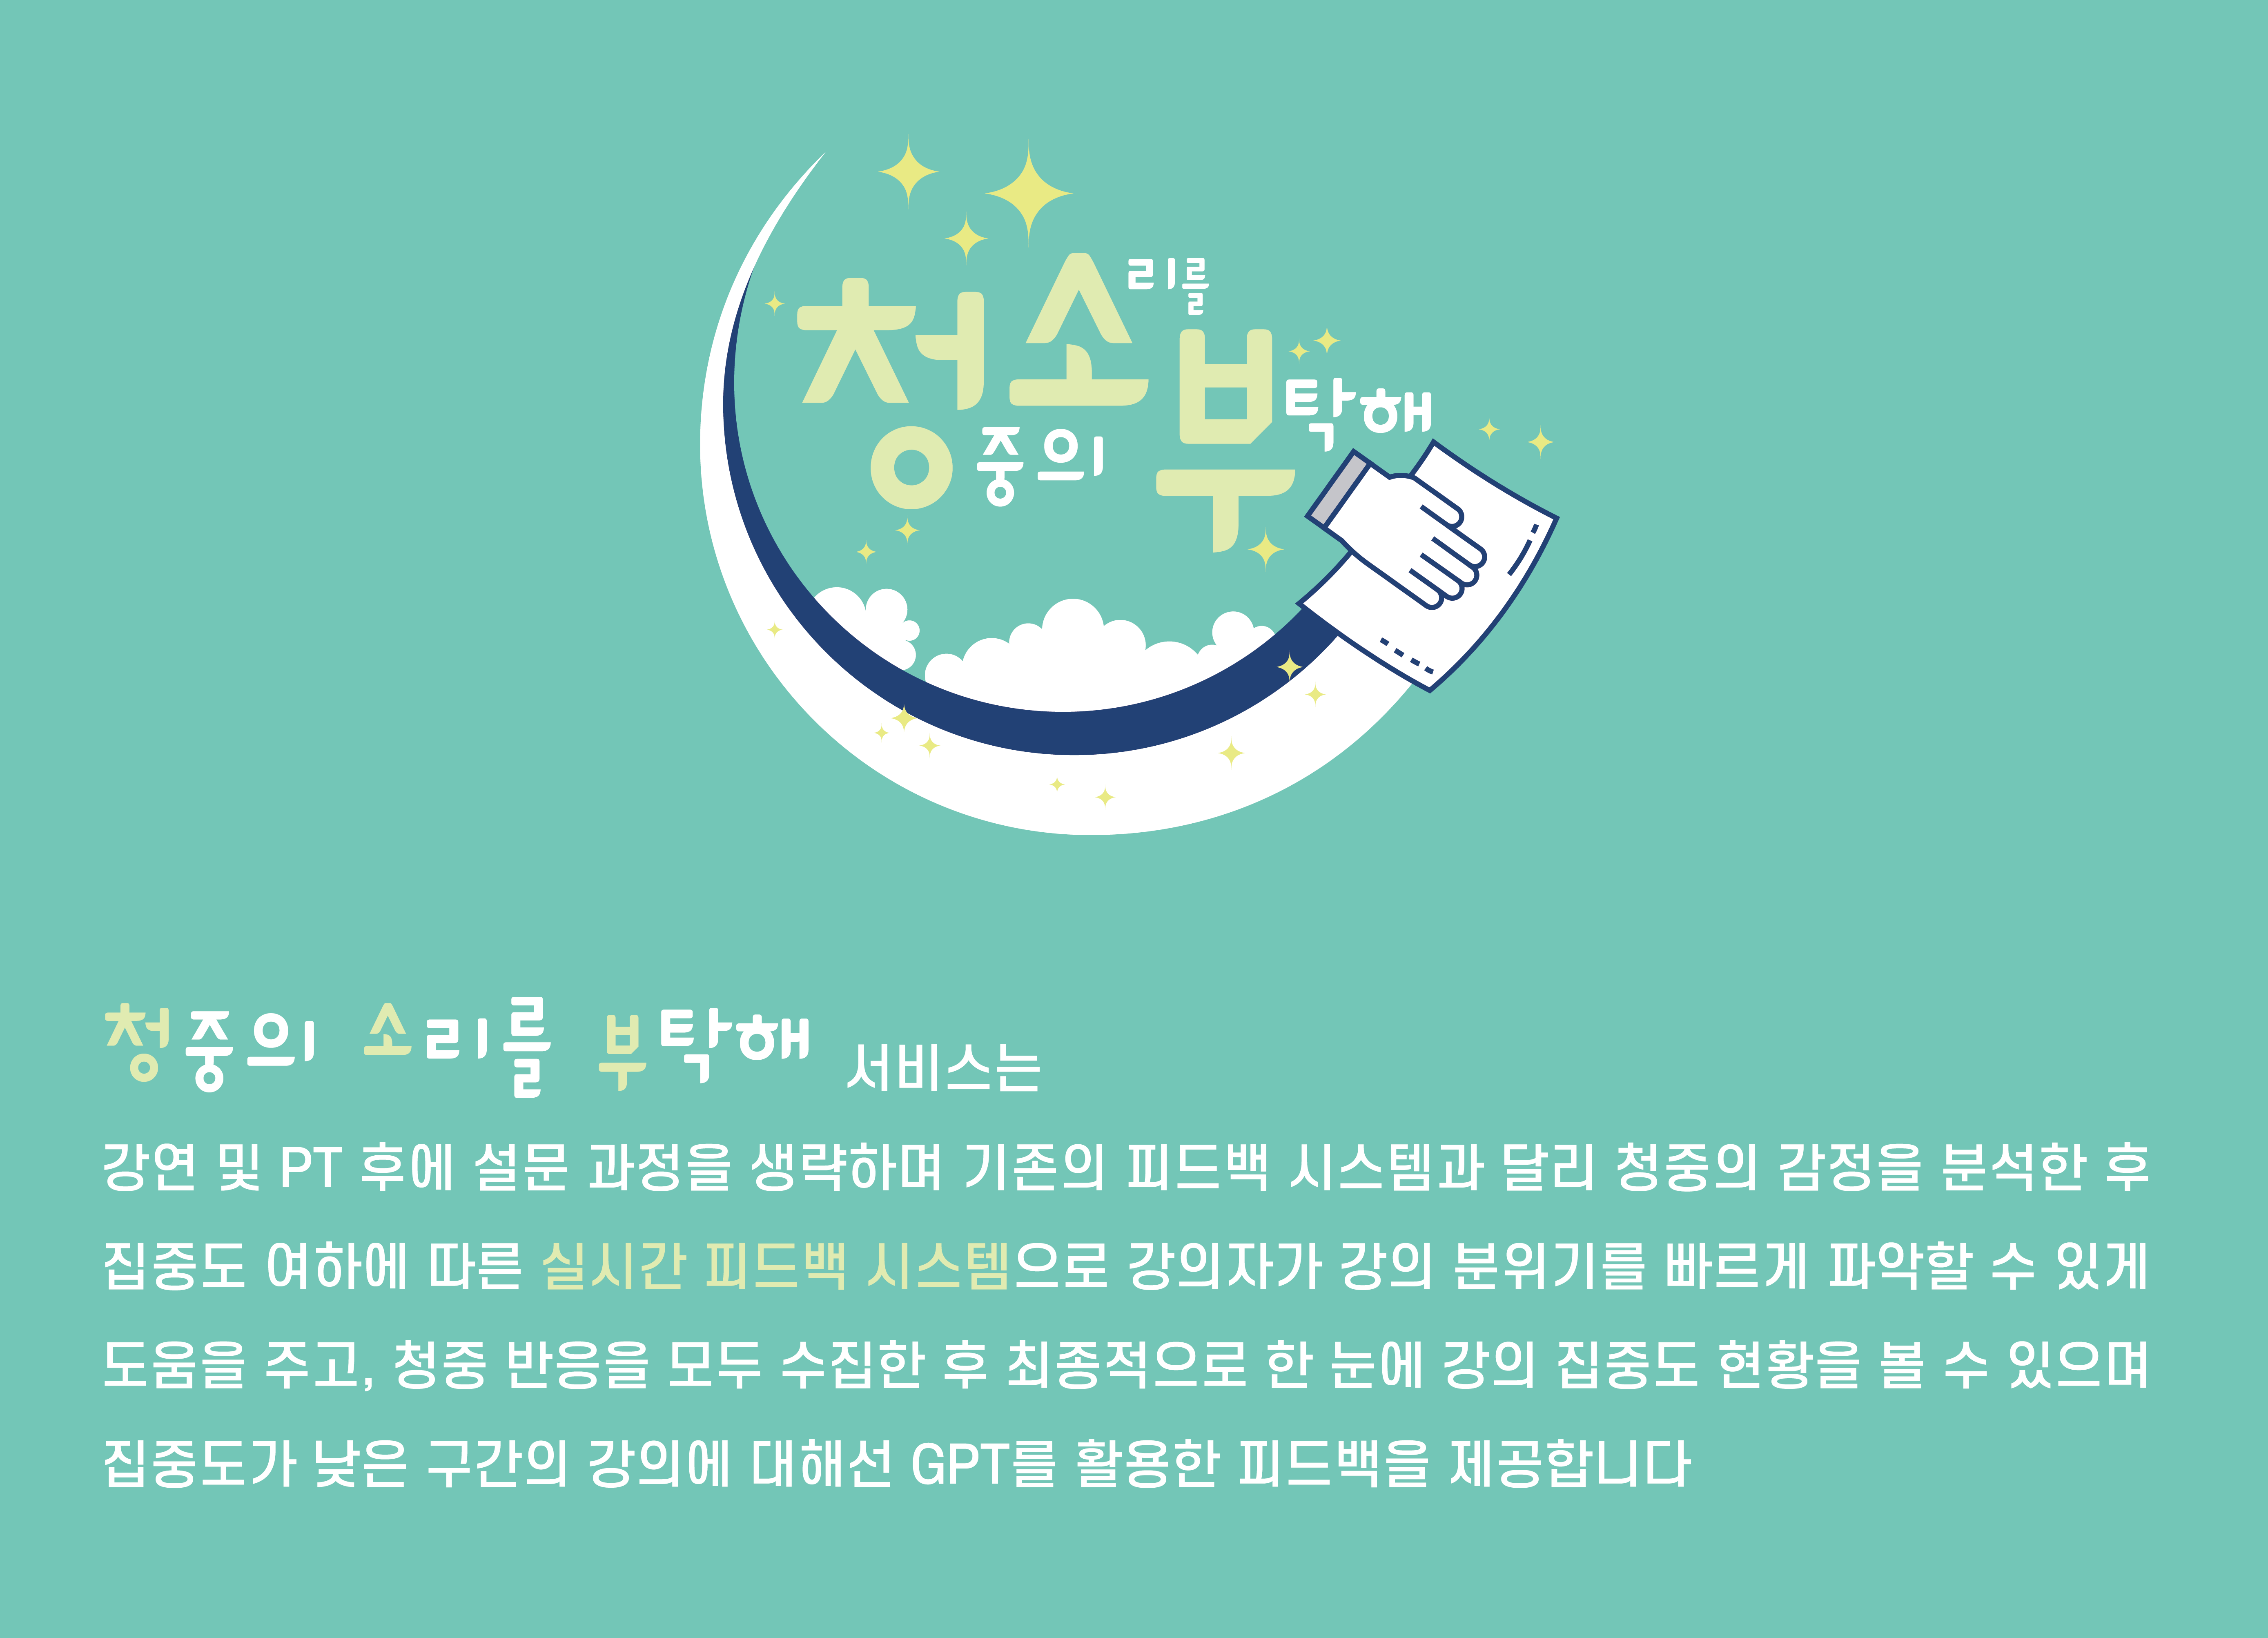 청중의 소리를 부탁해
청중의 소리를 부탁해 서비스는
강연 및 PT 후에 설문 과정을 생략하며 기존의 피드백 시스템과 달리 청중의 감정을 분석한 후
집중도 여하에 따른 실시간 피드백 시스템으로 강의자가 강의 분위기를 빠르게 파악할 수 있게
도움을 주고, 청중 반응을 모두 수집한 후 최종적으로 한 눈에 강의 집중도 현황을 볼 수 있으며
집중도가 낮은 구간의 강의에 대해선 GPT를 활용한 피드백을 제공합니다